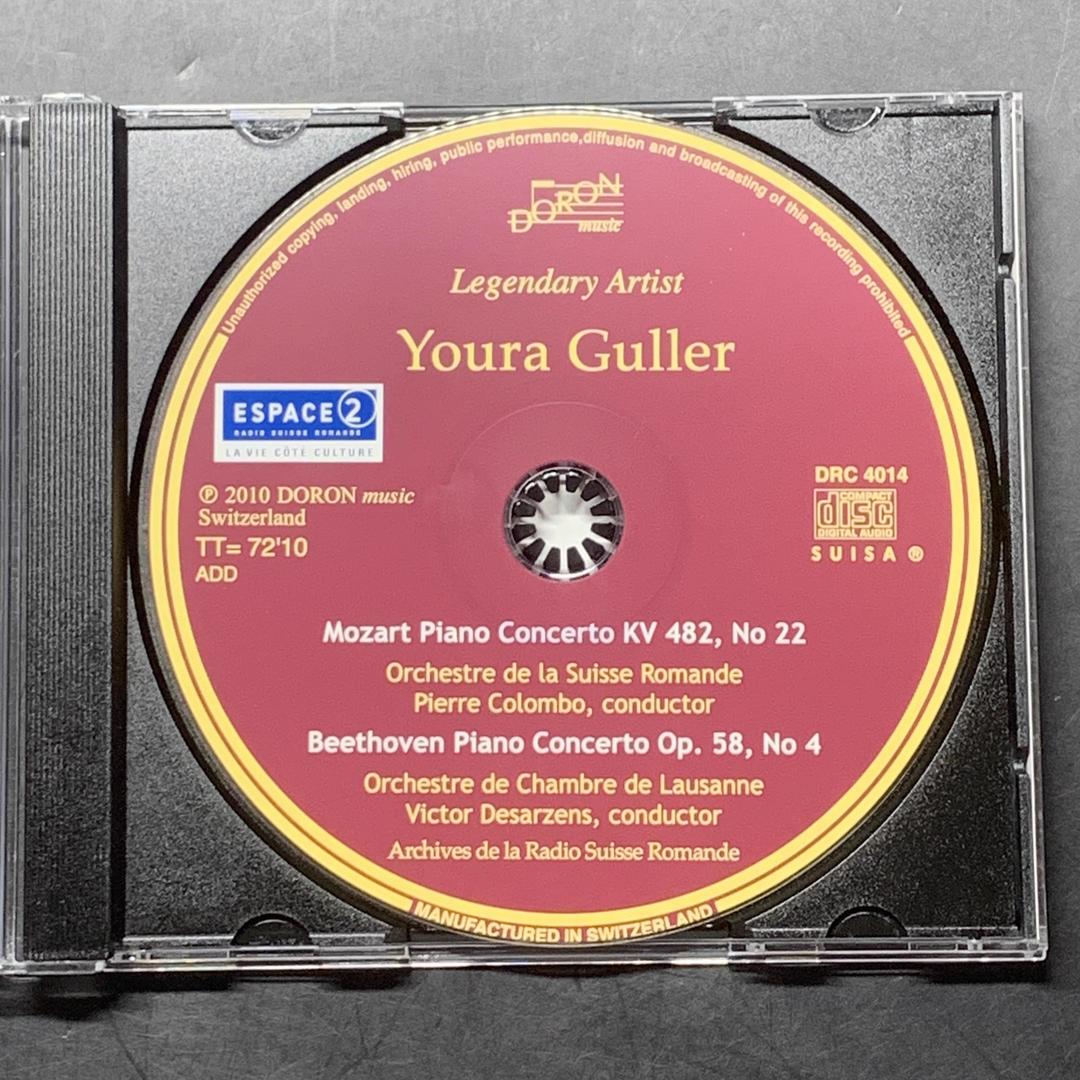 Unauthorized copying, landing, hiring, public performance,diffusion and broadcasting of this recording prohibited
DORON
music
Legendary Artist
Youra Guller
ESPACE 2
RADIO SUISSE ROMANDE
LA VIE CÔTÉ CULTURE
℗ 2010 DORON music
Switzerland
TT= 72'10
ADD
DRC 4014
COMPACT
disc
DIGITAL AUDIO
SUISA ®
Mozart Piano Concerto KV 482, No 22
Orchestre de la Suisse Romande
Pierre Colombo, conductor
Beethoven Piano Concerto Op. 58, No 4
Orchestre de Chambre de Lausanne
Victor Desarzens, conductor
Archives de la Radio Suisse Romande
MANUFACTURED IN SWITZERLAND